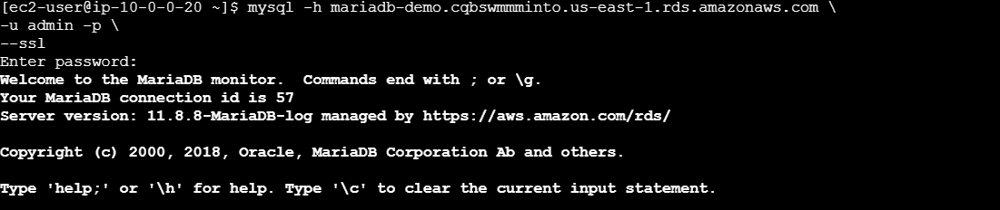 [ec2-user@ip-10-0-0-20 ~]$ mysql -h mariadb-demo.cqbswmmminto.us-east-1.rds.amazonaws.com \
-u admin -p \
--ssl
Enter password:
Welcome to the MariaDB monitor.  Commands end with ; or \g.
Your MariaDB connection id is 57
Server version: 11.8.8-MariaDB-log managed by https://aws.amazon.com/rds/
Copyright (c) 2000, 2018, Oracle, MariaDB Corporation Ab and others.
Type 'help;' or '\h' for help. Type '\c' to clear the current input statement.